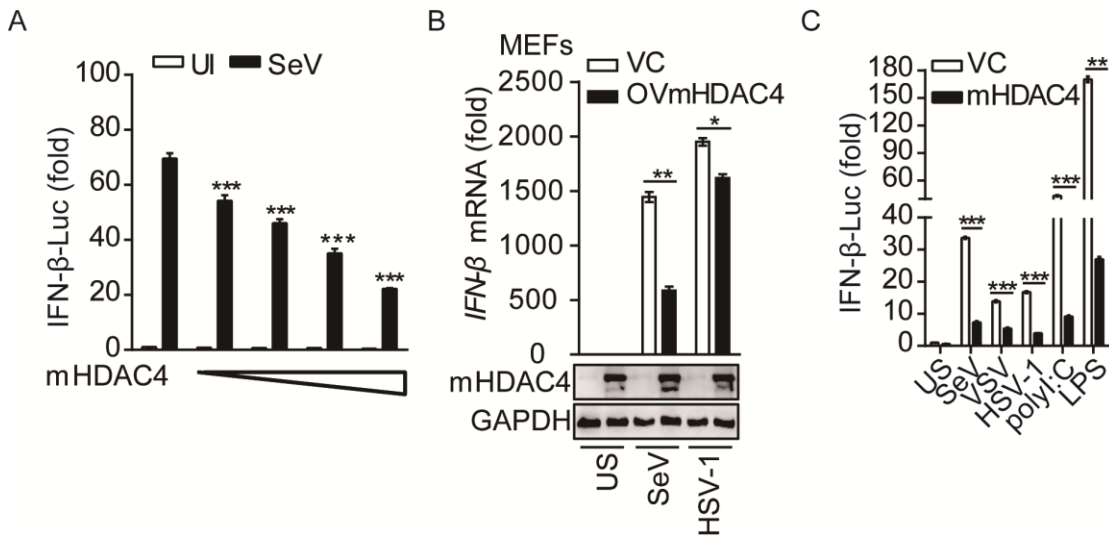 A
UI SeV
IFN-β-Luc (fold)
100
80
60
40
20
0
***
***
***
***
mHDAC4
B
MEFs
VC
OVmHDAC4
IFN-β mRNA (fold)
2500
2000
1500
1000
500
0
**
*
mHDAC4
GAPDH
US
SeV
HSV-1
C
VC
mHDAC4
IFN-β-Luc (fold)
180
150
120
90
60
40
30
20
10
0
***
***
***
***
**
US
SeV
VSV
HSV-1
polyI:C
LPS